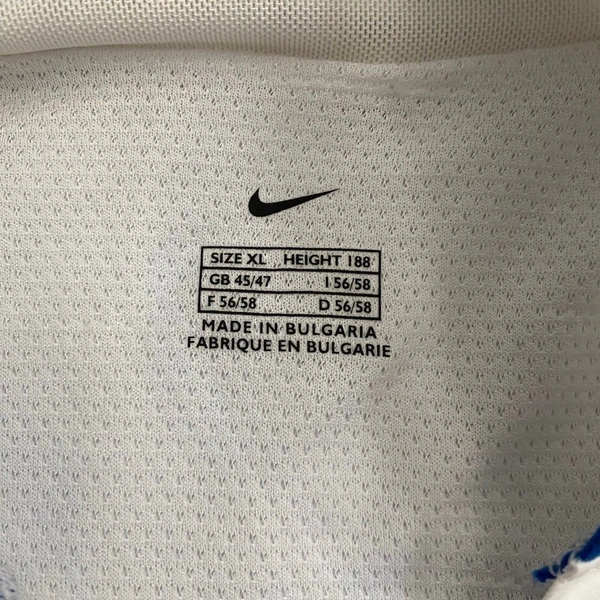 SIZE XL HEIGHT 188
GB 45/47 I 56/58
F 56/58 D 56/58
MADE IN BULGARIA
FABRIQUE EN BULGARIE